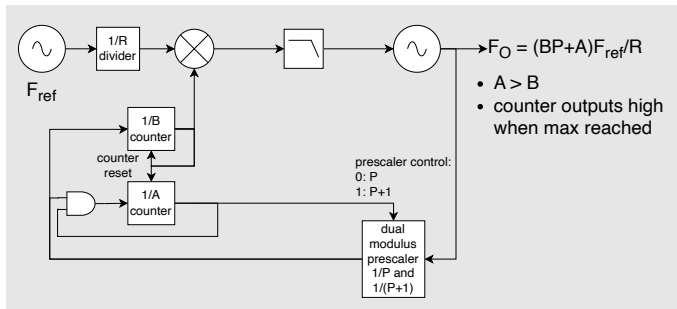 1/R
divider
F_O = (BP+A)F_ref/R
F_ref
• A > B
• counter outputs high
when max reached
1/B
counter
counter
reset
1/A
counter
prescaler control:
0: P
1: P+1
dual
modulus
prescaler
1/P and
1/(P+1)